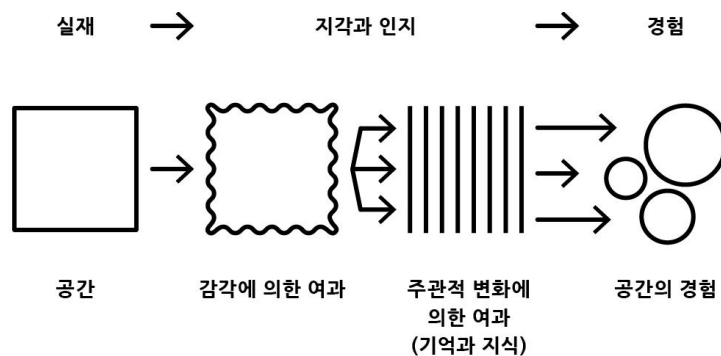 실재
지각과 인지
경험
공간
감각에 의한 여과
주관적 변화에
의한 여과
(기억과 지식)
공간의 경험